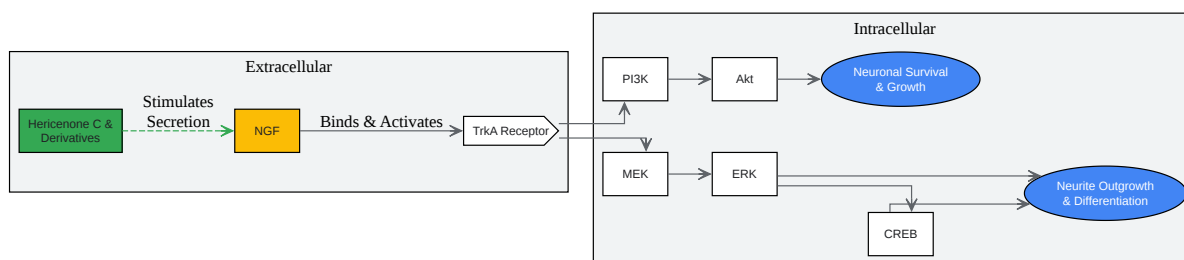 Extracellular
Hericenone C &
Derivatives
Stimulates
Secretion
NGF
Binds & Activates
TrkA Receptor
Intracellular
PI3K
Akt
Neuronal Survival
& Growth
MEK
ERK
Neurite Outgrowth
& Differentiation
CREB